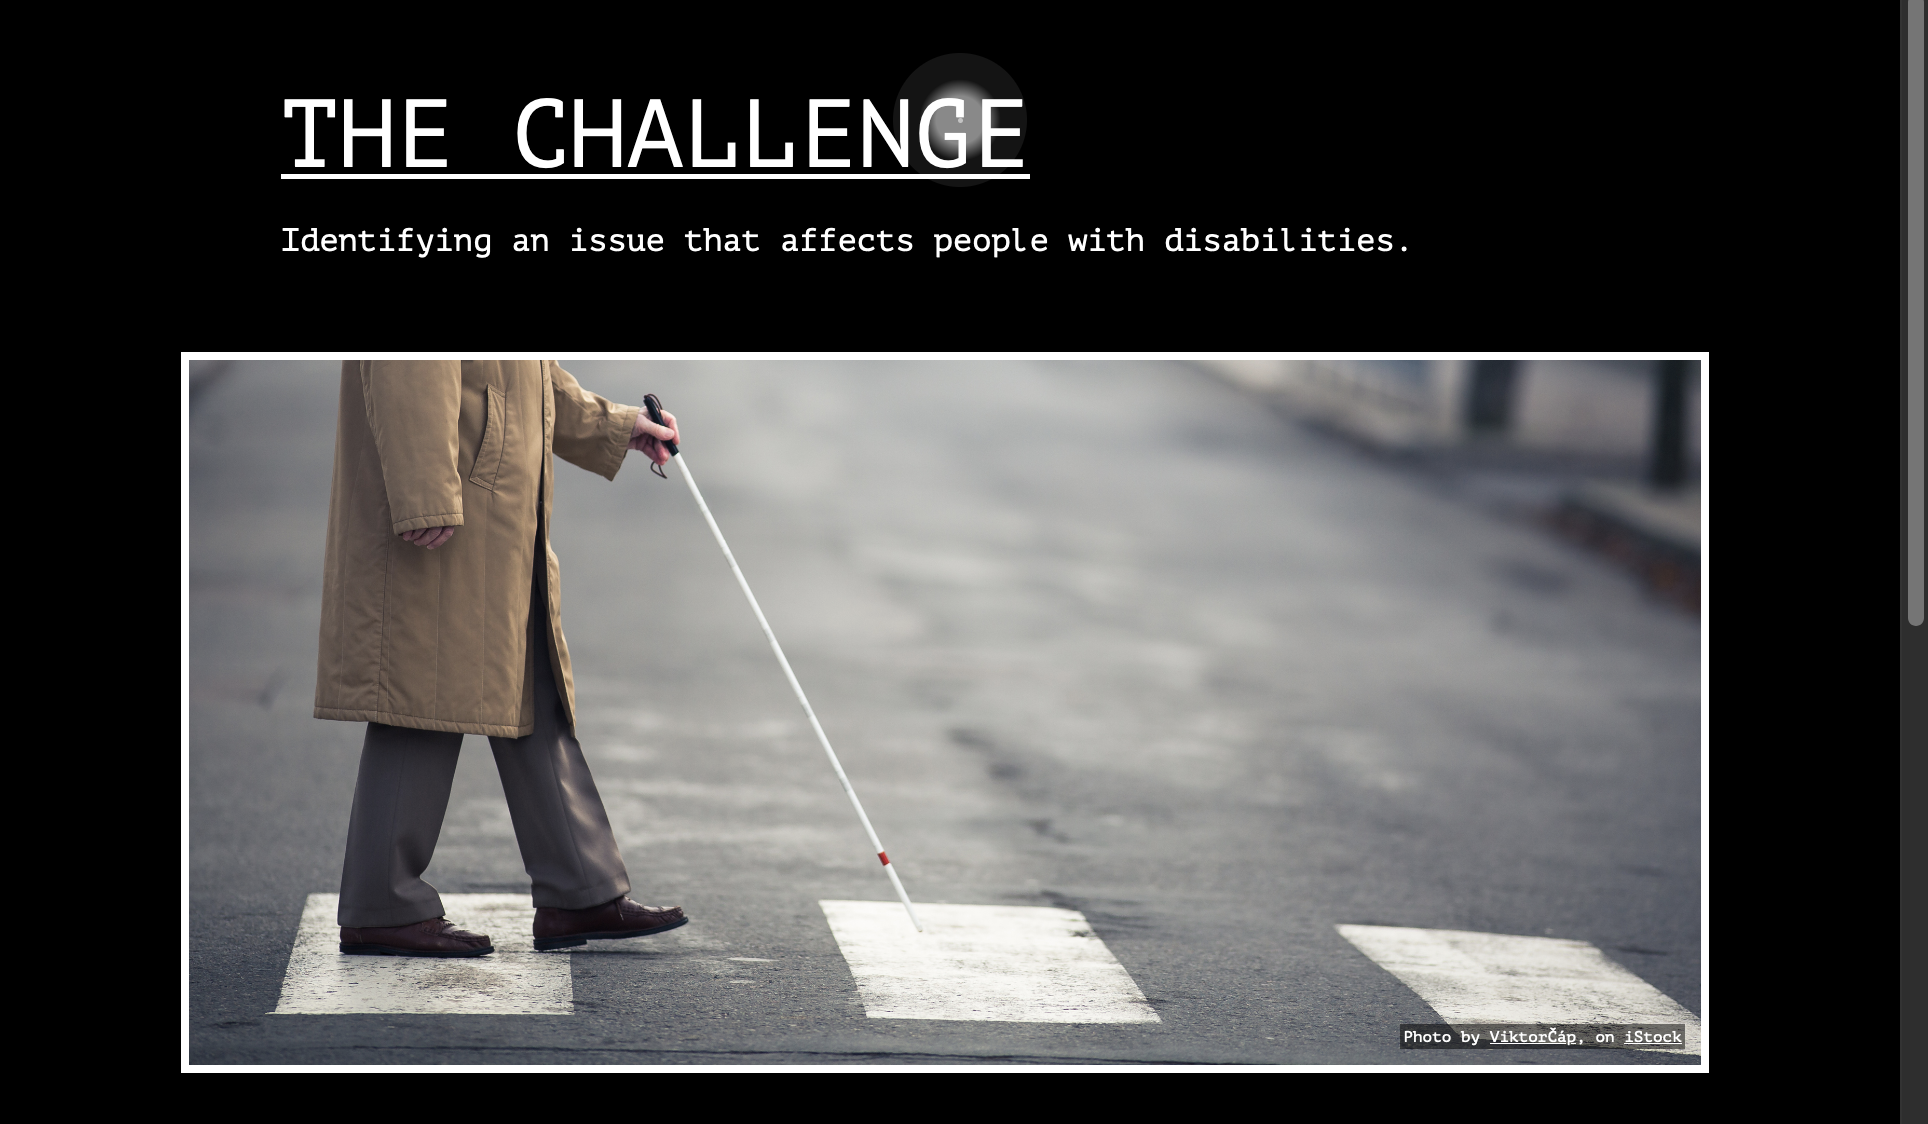 THE CHALLENGE
Identifying an issue that affects people with disabilities.
Photo by ViktorČáp, on iStock